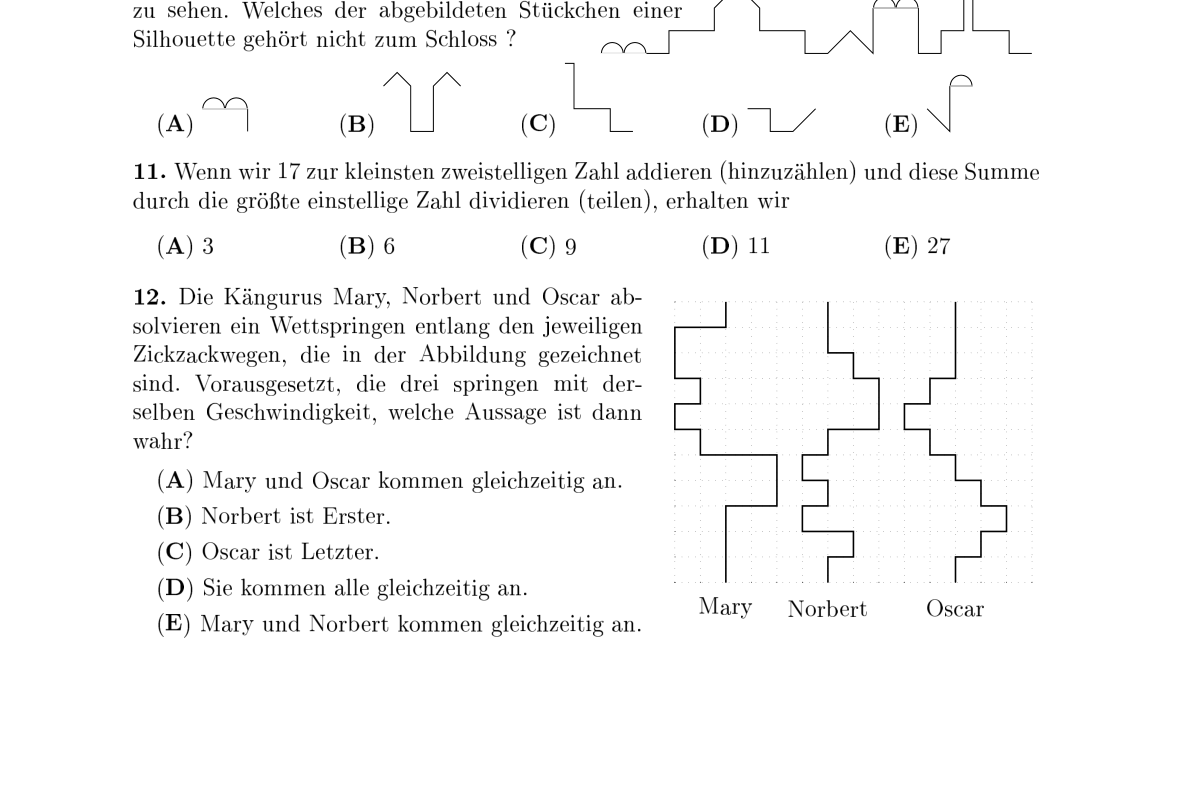 zu sehen. Welches der abgebildeten Stückchen einer
Silhouette gehört nicht zum Schloss ?
(A) (B) (C) (D) (E)
11. Wenn wir 17 zur kleinsten zweistelligen Zahl addieren (hinzuzählen) und diese Summe
durch die größte einstellige Zahl dividieren (teilen), erhalten wir
(A) 3 (B) 6 (C) 9 (D) 11 (E) 27
12. Die Kängurus Mary, Norbert und Oscar ab-
solvieren ein Wettspringen entlang den jeweiligen
Zickzackwegen, die in der Abbildung gezeichnet
sind. Vorausgesetzt, die drei springen mit der-
selben Geschwindigkeit, welche Aussage ist dann
wahr?
(A) Mary und Oscar kommen gleichzeitig an.
(B) Norbert ist Erster.
(C) Oscar ist Letzter.
(D) Sie kommen alle gleichzeitig an.
(E) Mary und Norbert kommen gleichzeitig an.
Mary Norbert Oscar